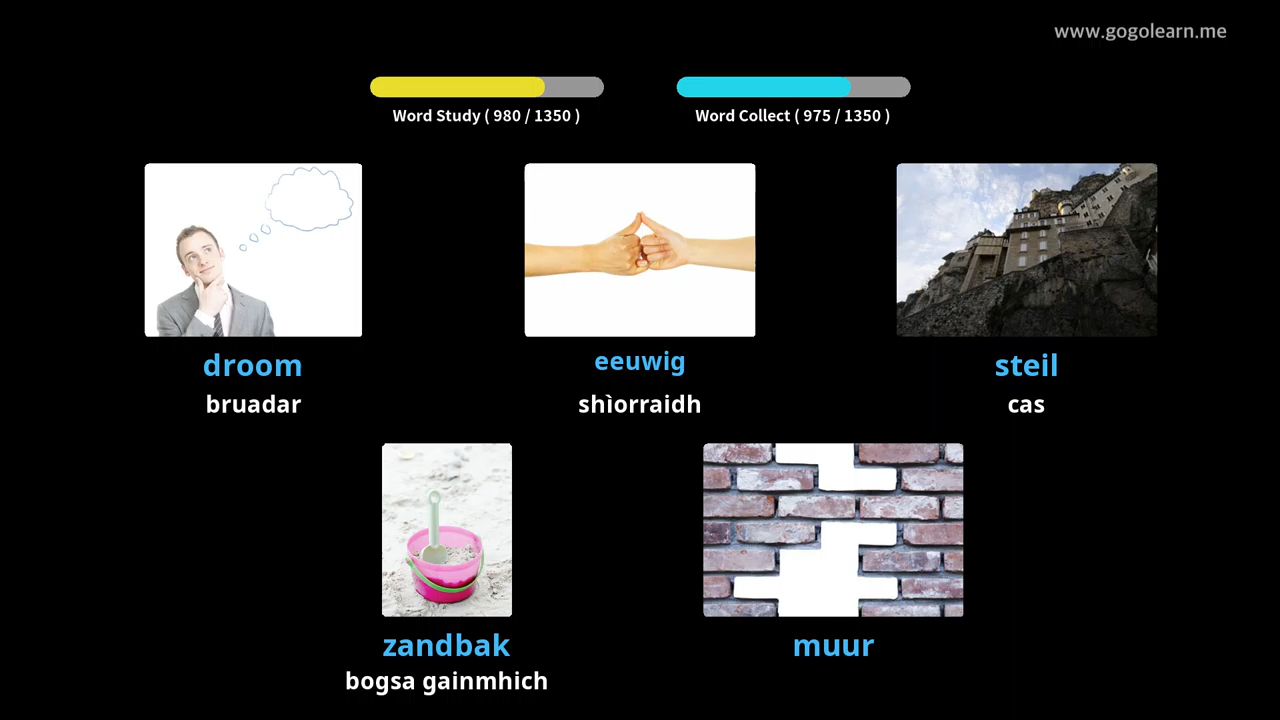 www.gogolearn.me
Word Study ( 980 / 1350 )
Word Collect ( 975 / 1350 )
droom
bruadar
eeuwig
shìorraidh
steil
cas
zandbak
bogsa gainmhich
muur